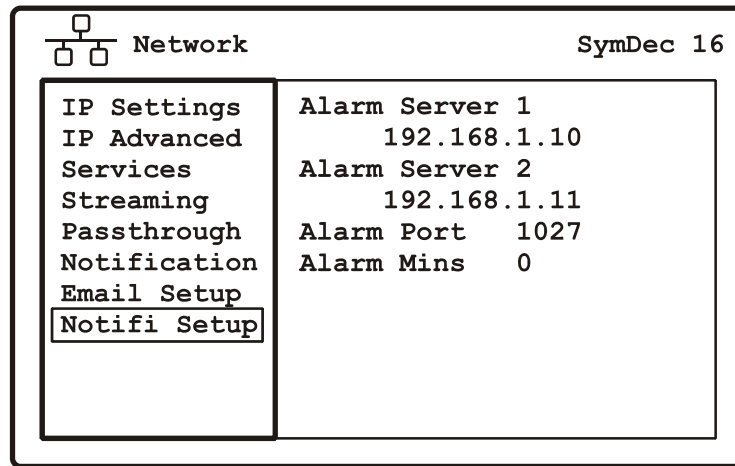 Network SymDec 16
IP Settings
IP Advanced
Services
Streaming
Passthrough
Notification
Email Setup
Notifi Setup
Alarm Server 1
192.168.1.10
Alarm Server 2
192.168.1.11
Alarm Port 1027
Alarm Mins 0